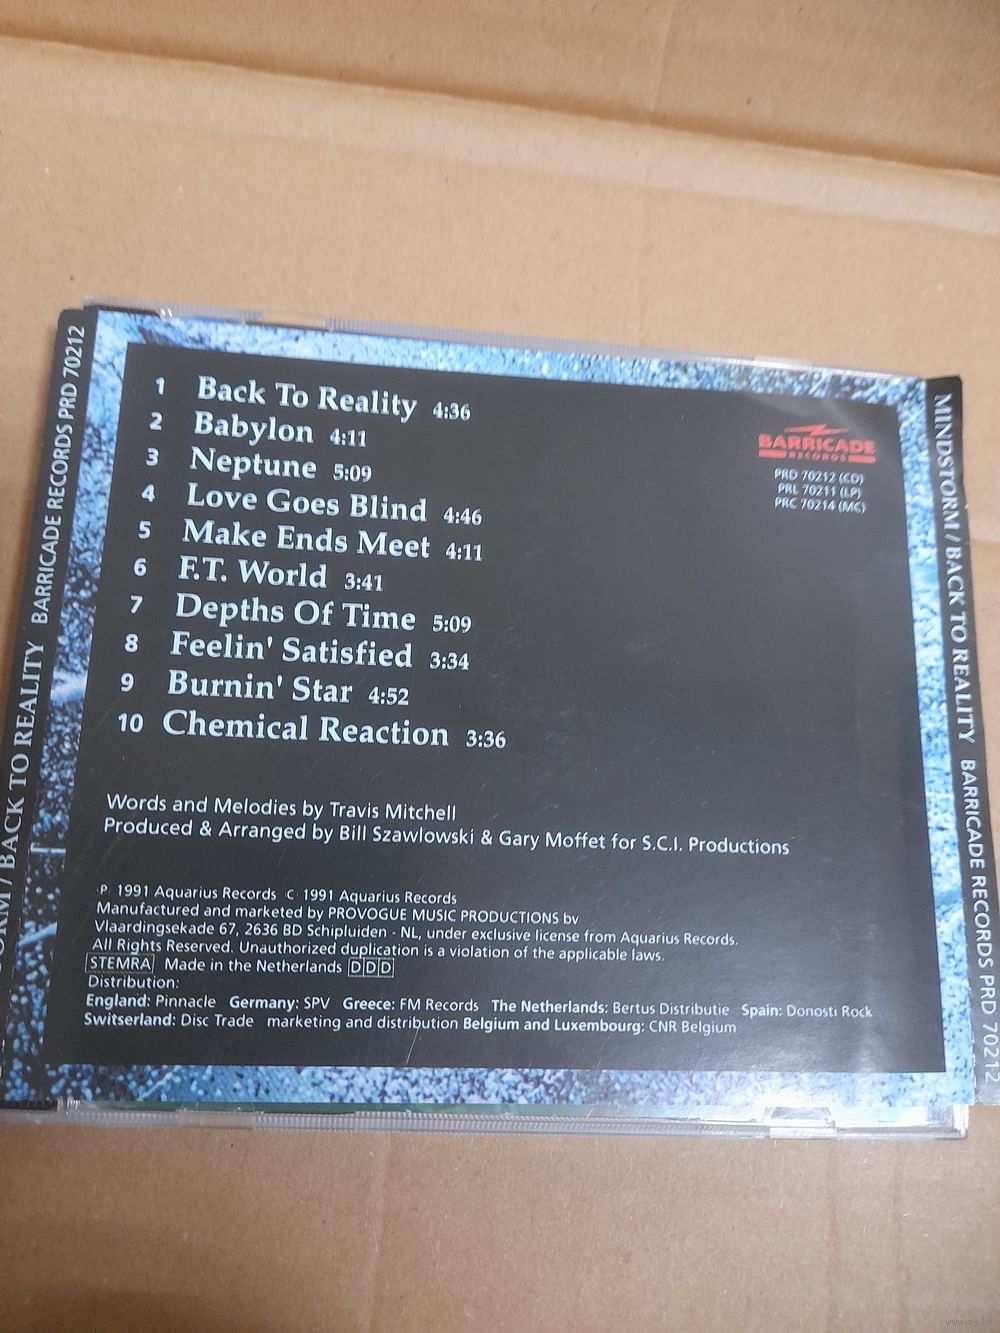 1 Back To Reality 4:36
2 Babylon 4:11
3 Neptune 5:09
4 Love Goes Blind 4:46
5 Make Ends Meet 4:11
6 F.T. World 3:41
7 Depths Of Time 5:09
8 Feelin' Satisfied 3:34
9 Burnin' Star 4:52
10 Chemical Reaction 3:36
BARRICADE
RECORDS
PRD 70212 (CD)
PRL 70211 (LP)
PRC 70214 (MC)
Words and Melodies by Travis Mitchell
Produced & Arranged by Bill Szawlowski & Gary Moffet for S.C.I. Productions
P 1991 Aquarius Records C 1991 Aquarius Records
Manufactured and marketed by PROVOGUE MUSIC PRODUCTIONS bv
Vlaardingsekade 67, 2636 BD Schipluiden - NL, under exclusive license from Aquarius Records.
All Rights Reserved. Unauthorized duplication is a violation of the applicable laws.
STEMRA Made in the Netherlands DDD
Distribution:
England: Pinnacle Germany: SPV Greece: FM Records The Netherlands: Bertus Distributie Spain: Donosti Rock
Switserland: Disc Trade marketing and distribution Belgium and Luxembourg: CNR Belgium
STORM / BACK TO REALITY BARRICADE RECORDS PRD 70212
MINDSTORM / BACK TO REALITY BARRICADE RECORDS PRD 70212
www.ay.by